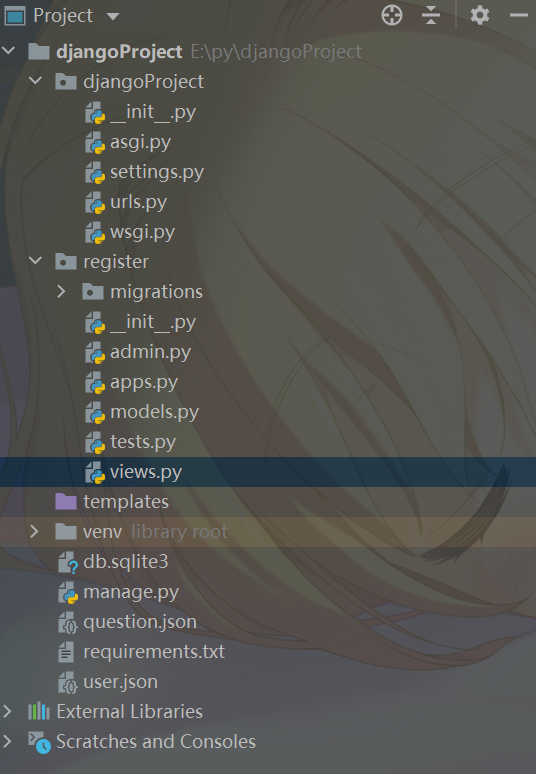 Project
djangoProject E:\py\djangoProject
djangoProject
__init__.py
asgi.py
settings.py
urls.py
wsgi.py
register
migrations
__init__.py
admin.py
apps.py
models.py
tests.py
views.py
templates
venv library root
db.sqlite3
manage.py
question.json
requirements.txt
user.json
External Libraries
Scratches and Consoles